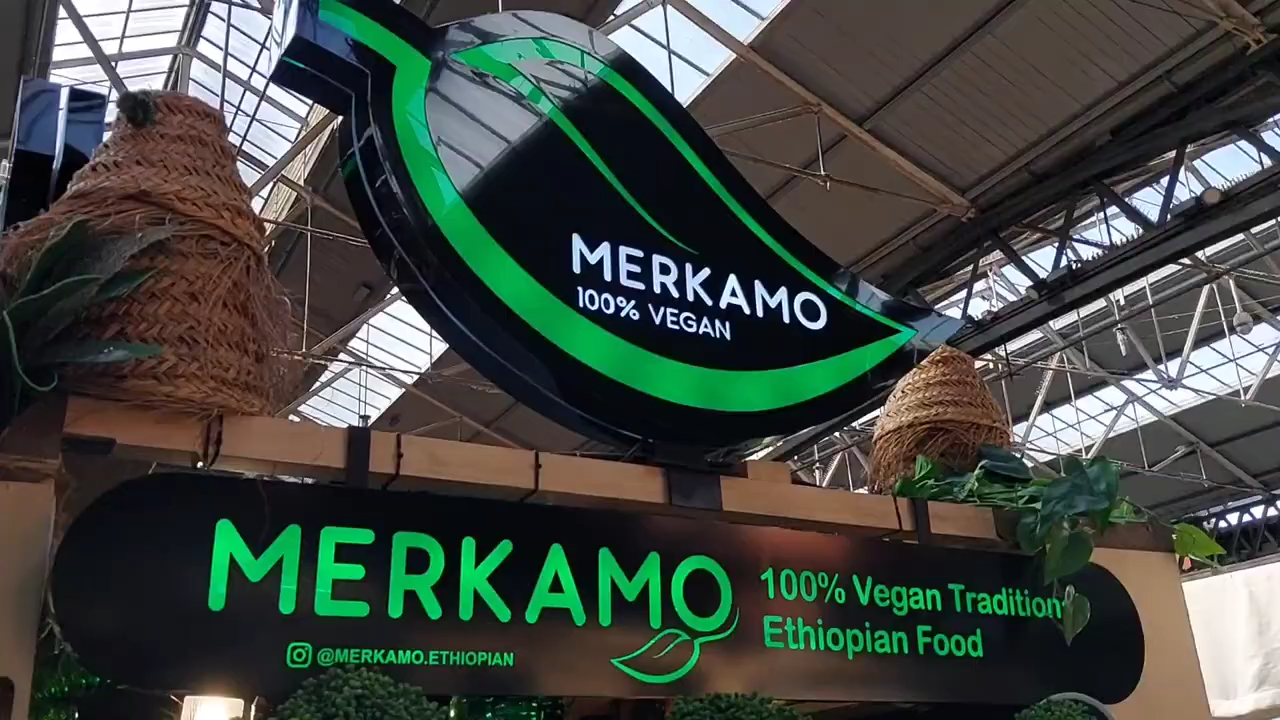 MERKAMO
100% VEGAN
MERKAMO
100% Vegan Tradition
Ethiopian Food
@MERKAMO.ETHIOPIAN